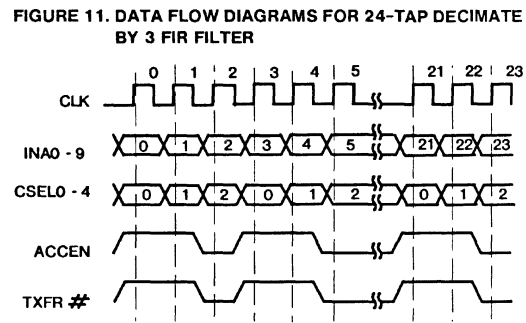 FIGURE 11. DATA FLOW DIAGRAMS FOR 24-TAP DECIMATE
BY 3 FIR FILTER
0 1 2 3 4 5 21 22 23
CLK
INA0 - 9 0 1 2 3 4 5 21 22 23
CSEL0 - 4 0 1 2 0 1 2 0 1 2
ACCEN
TXFR #